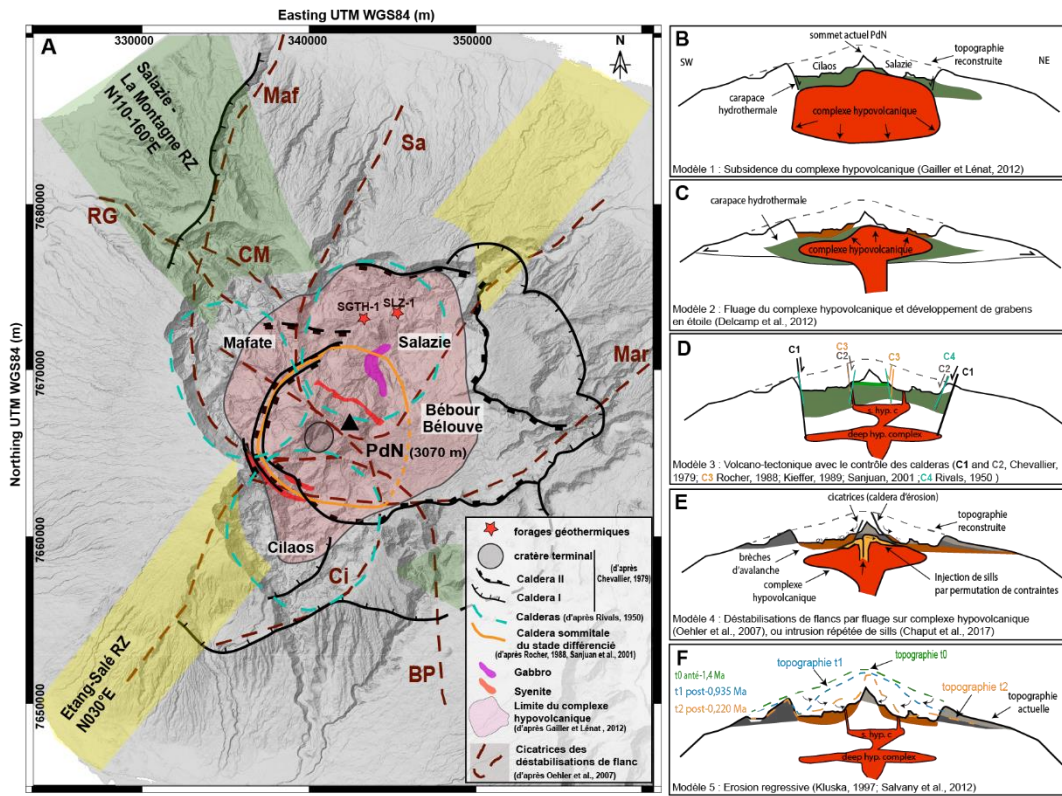 Easting UTM WGS84 (m)
330000
340000
350000
A
N
Northing UTM WGS84 (m)
7680000
7670000
7660000
7650000
Salazie -
La Montagne RZ
N110-160°E
Maf
Sa
RG
CM
SGTH-1
SLZ-1
Mafate
Salazie
Mar
Bébour
Bélouve
PdN (3070 m)
Cilaos
Ci
BP
Etang-Salé RZ
N030°E
forages géothermiques
cratère terminal
Caldera II
Caldera I
(d'après
Chevallier, 1979)
Calderas (d'après Rivals, 1950)
Caldera sommitale
du stade différencié
(d'après Rocher, 1988, Sanjuan et al., 2001)
Gabbro
Syenite
Limite du complexe
hypovolcanique
(d'après Gailler et Lénat , 2012)
Cicatrices des
déstabilisations de flanc
(d'après Oehler et al., 2007)
B
sommet actuel PdN
SW
Cilaos
Salazie
topographie
reconstruite
NE
carapace
hydrothermale
complexe hypovolcanique
Modèle 1 : Subsidence du complexe hypovolcanique (Gailler et Lénat, 2012)
C
carapace hydrothermale
complexe
hypovolcanique
Modèle 2 : Fluage du complexe hypovolcanique et développement de grabens
en étoile (Delcamp et al., 2012)
D
C1
C3
C2
C3
C4
C2
C1
s. hyp. c
deep hyp. complex
Modèle 3 : Volcano-tectonique avec le contrôle des calderas (C1 and C2, Chevallier,
1979; C3 Rocher, 1988; Kieffer, 1989; Sanjuan, 2001 ;C4 Rivals, 1950 )
E
cicatrices (caldera d'érosion)
topographie
reconstruite
brèches
d'avalanche
complexe
hypovolcanique
Injection de sills
par permutation de contraintes
Modèle 4 : Déstabilisations de flancs par fluage sur complexe hypovolcanique
(Oehler et al., 2007), ou intrusion répétée de sills (Chaput et al., 2017)
F
t0 anté-1,4 Ma
t1 post-0,935 Ma
t2 post-0,220 Ma
topographie t1
topographie t0
topographie t2
topographie
actuelle
s. hyp. c
deep hyp. complex
Modèle 5 : Erosion regressive (Kluska, 1997; Salvany et al., 2012)